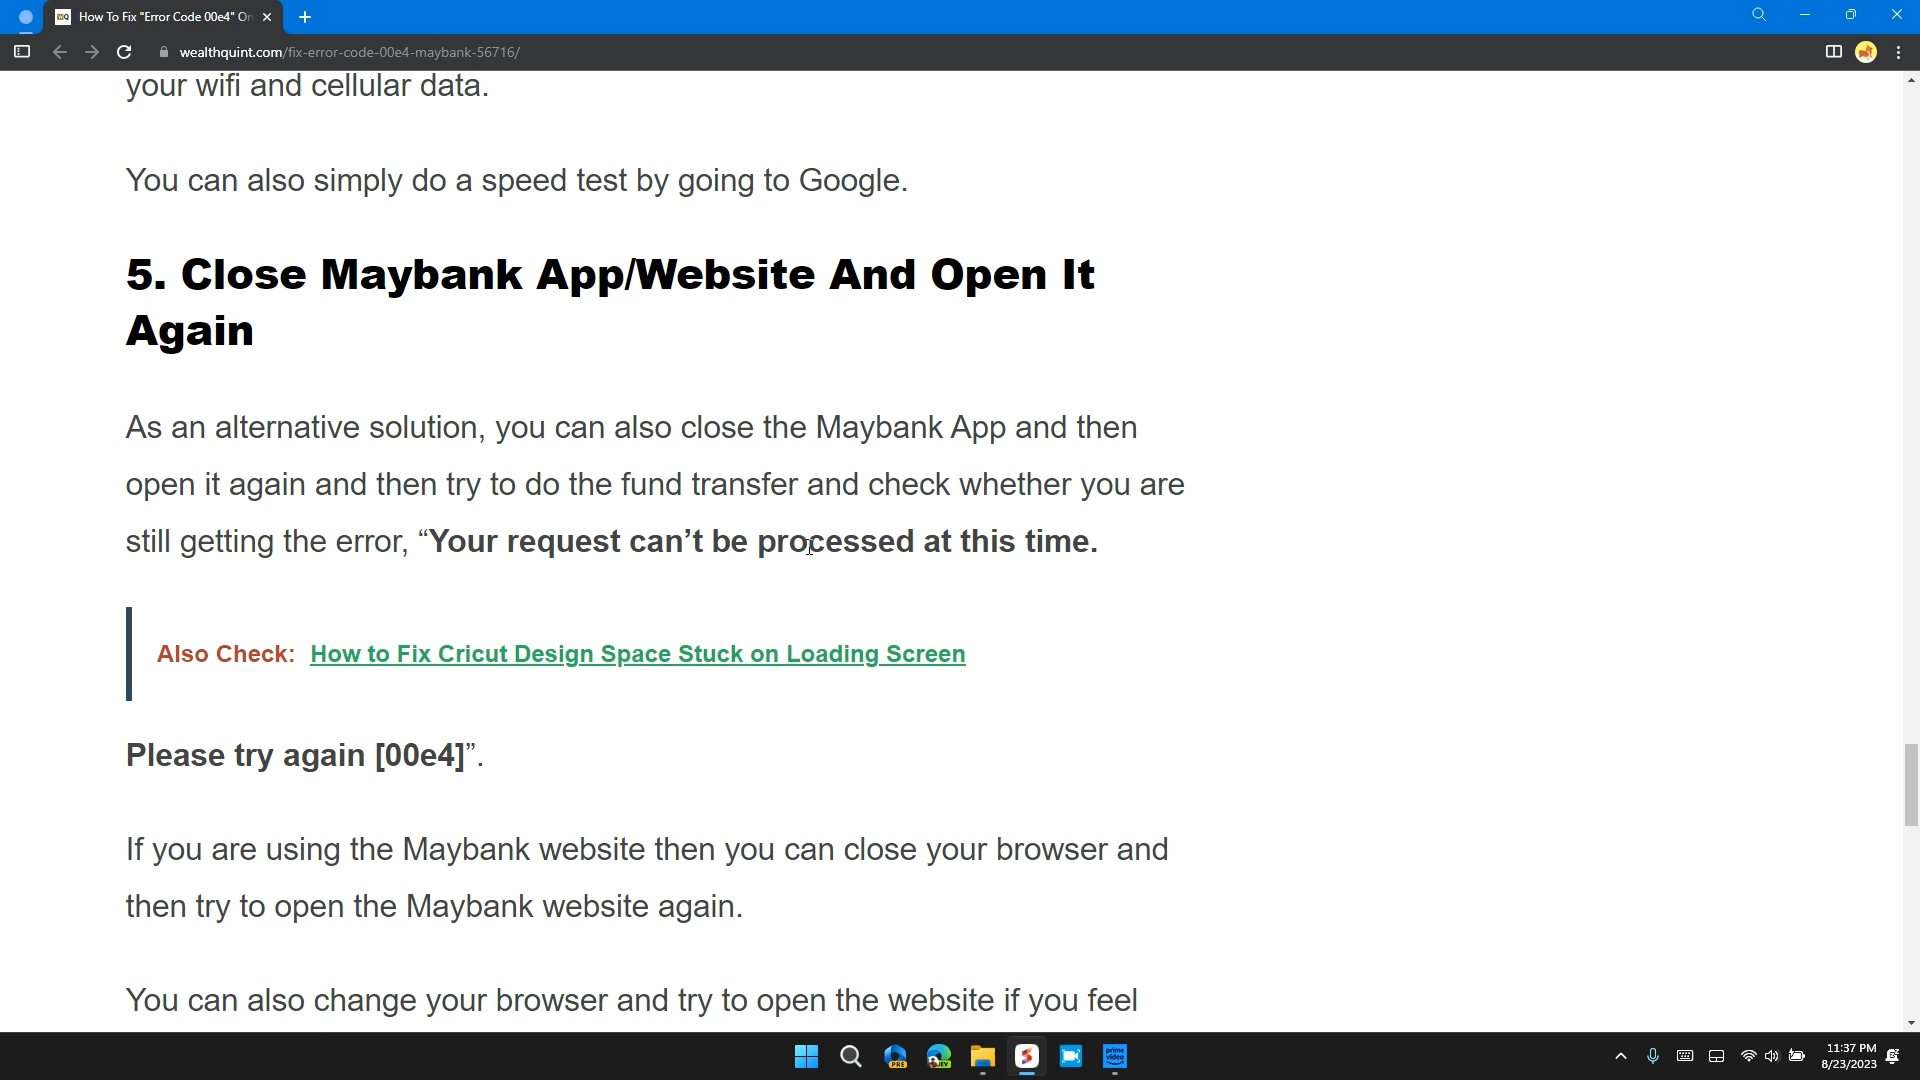 WQ How To Fix "Error Code 00e4" On
wealthquint.com/fix-error-code-00e4-maybank-56716/
your wifi and cellular data.
You can also simply do a speed test by going to Google.
5. Close Maybank App/Website And Open It
Again
As an alternative solution, you can also close the Maybank App and then
open it again and then try to do the fund transfer and check whether you are
still getting the error, “Your request can’t be processed at this time.
Also Check: How to Fix Cricut Design Space Stuck on Loading Screen
Please try again [00e4]”.
If you are using the Maybank website then you can close your browser and
then try to open the Maybank website again.
You can also change your browser and try to open the website if you feel
PRE
DEV
prime
video
11:37 PM
8/23/2023